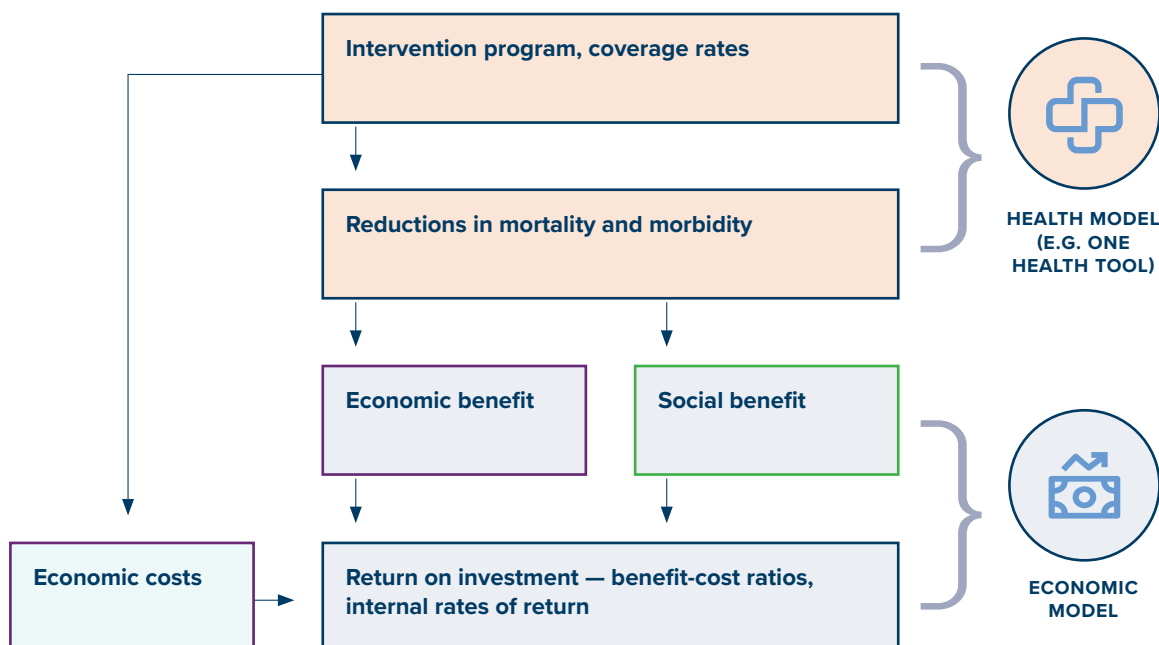 Intervention program, coverage rates
Reductions in mortality and morbidity
HEALTH MODEL
(E.G. ONE
HEALTH TOOL)
Economic benefit
Social benefit
Economic costs
Return on investment — benefit-cost ratios,
internal rates of return
ECONOMIC
MODEL